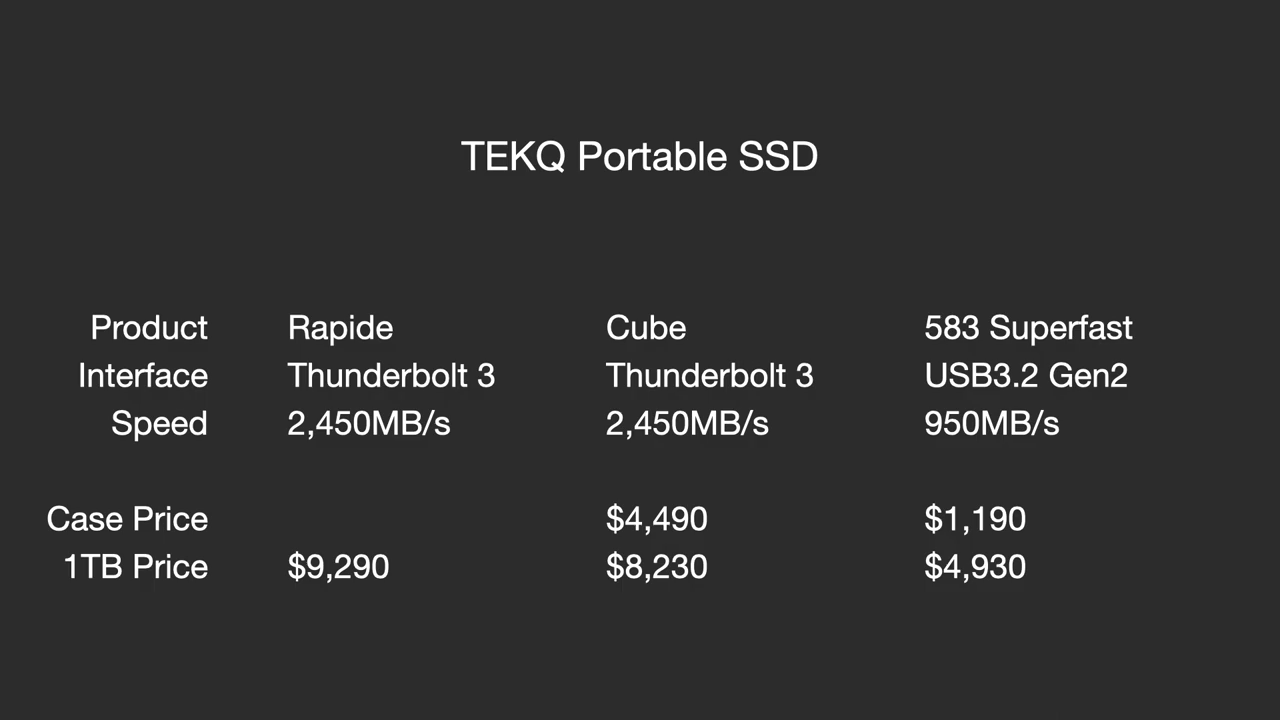 TEKQ Portable SSD
Product Rapide Cube 583 Superfast
Interface Thunderbolt 3 Thunderbolt 3 USB3.2 Gen2
Speed 2,450MB/s 2,450MB/s 950MB/s
Case Price $4,490 $1,190
1TB Price $9,290 $8,230 $4,930